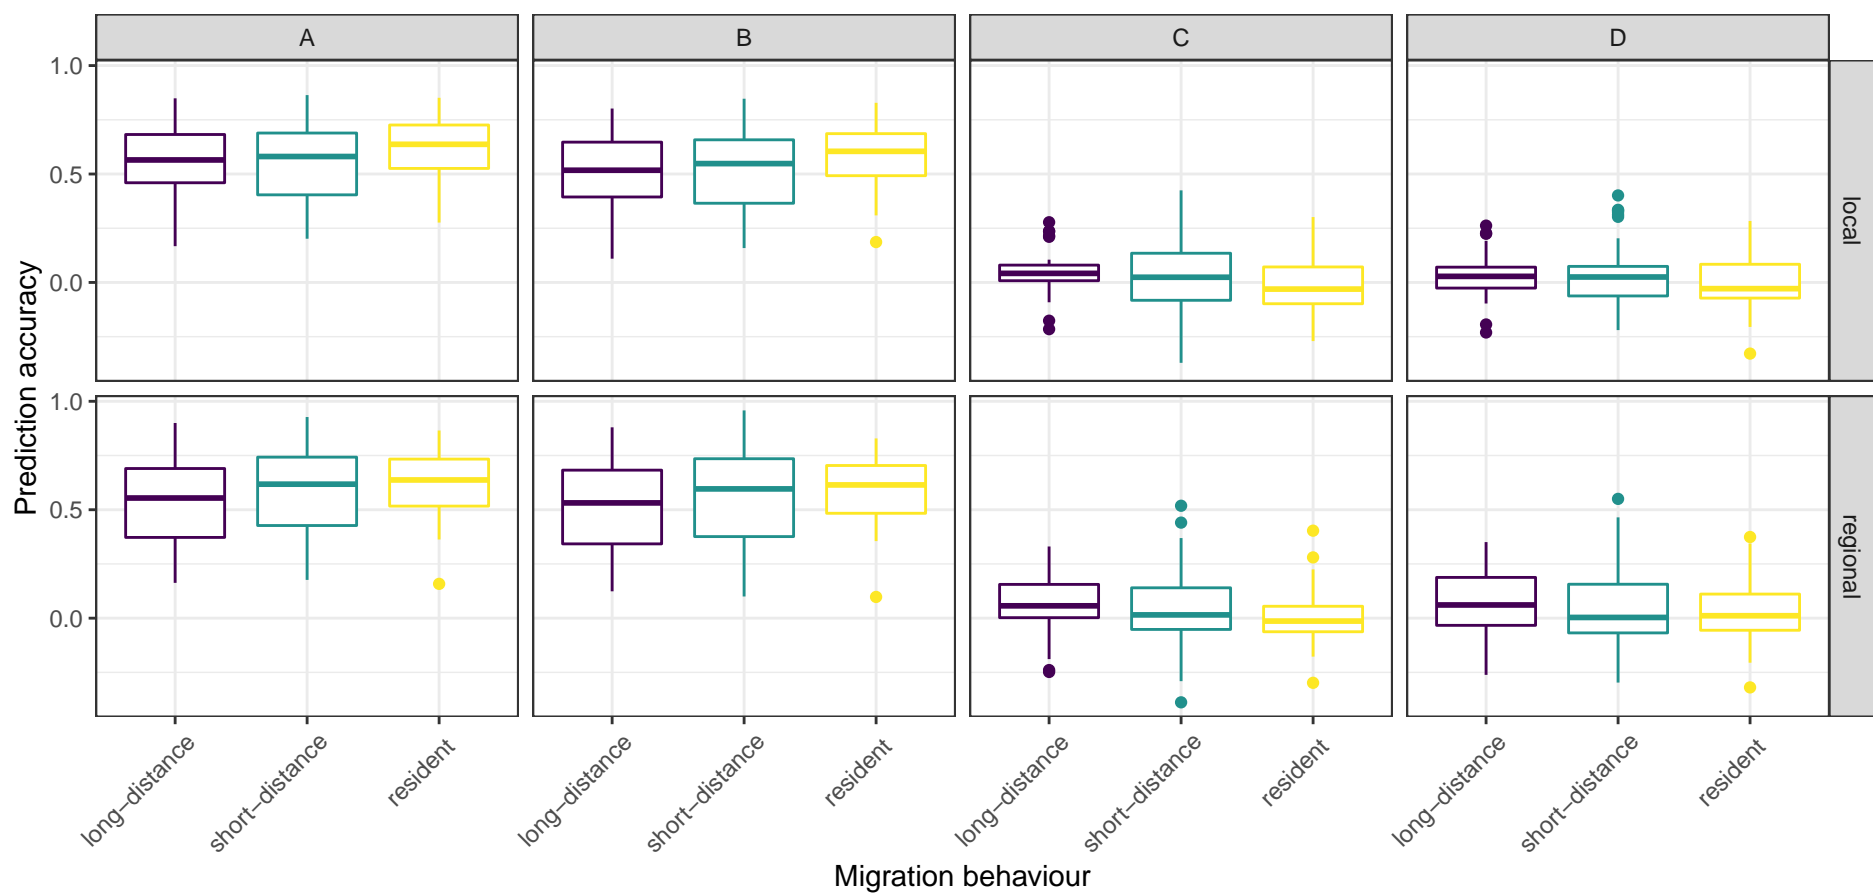 A
B
C
D
Prediction accuracy
1.0
0.5
0.0
local
1.0
0.5
0.0
regional
long−distance
short−distance
resident
long−distance
short−distance
resident
long−distance
short−distance
resident
long−distance
short−distance
resident
Migration behaviour